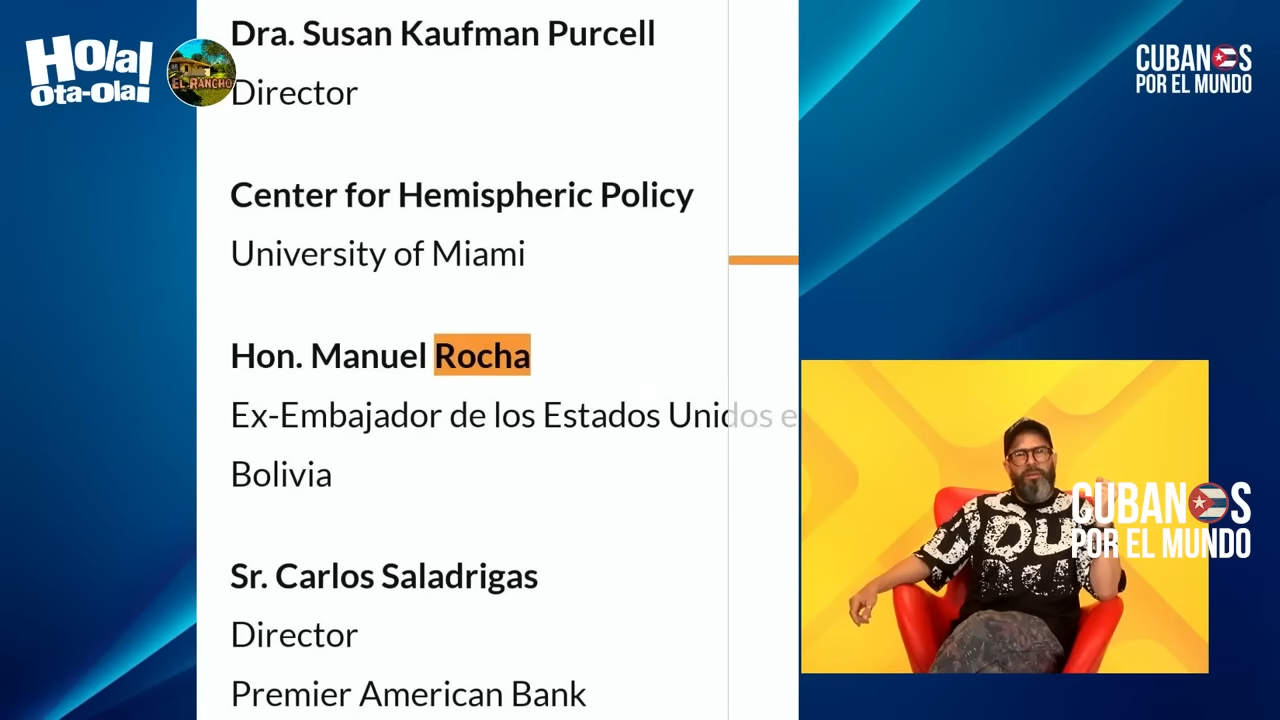 Hola!
Ota-Ola!
EL RANCHO
CUBANOS
POR EL MUNDO
Dra. Susan Kaufman Purcell
Director
Center for Hemispheric Policy
University of Miami
Hon. Manuel Rocha
Ex-Embajador de los Estados Unidos e
Bolivia
Sr. Carlos Saladrigas
Director
Premier American Bank
CUBANOS
POR EL MUNDO